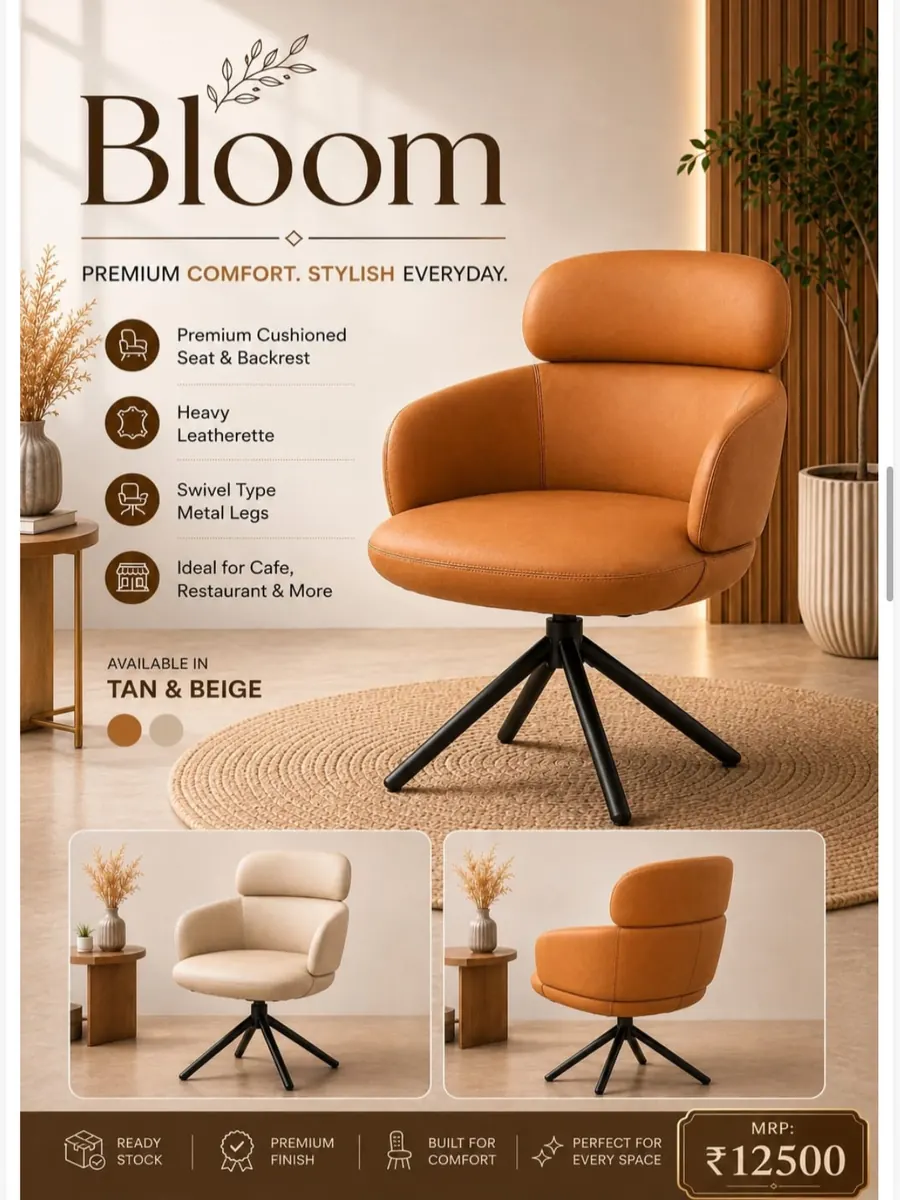 Bloom
PREMIUM COMFORT. STYLISH EVERYDAY.
Premium Cushioned
Seat & Backrest
Heavy
Leatherette
Swivel Type
Metal Legs
Ideal for Cafe,
Restaurant & More
AVAILABLE IN
TAN & BEIGE
READY
STOCK
PREMIUM
FINISH
BUILT FOR
COMFORT
PERFECT FOR
EVERY SPACE
MRP:
₹12500